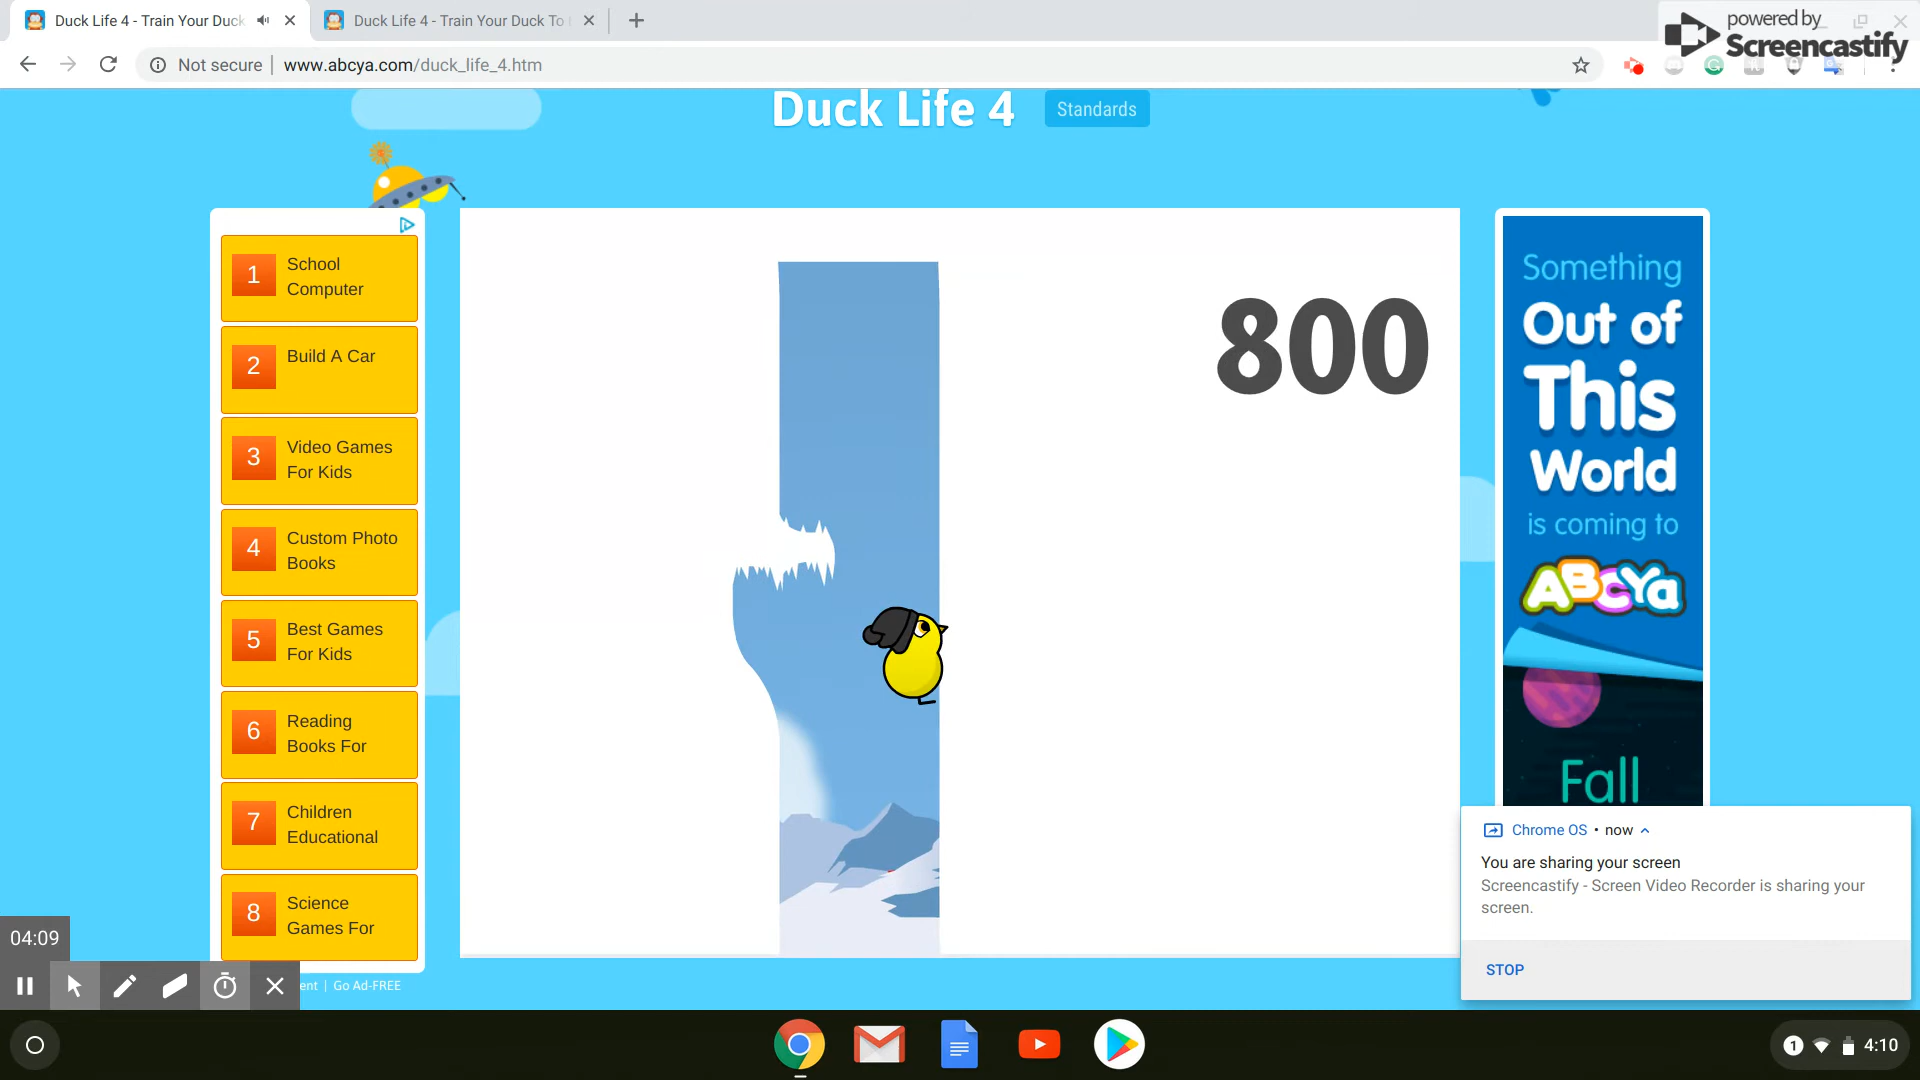 Duck Life 4 - Train Your Duck
Duck Life 4 - Train Your Duck To
powered by
Screencastify
Not secure | www.abcya.com/duck_life_4.htm
Duck Life 4
Standards
1
School
Computer
2
Build A Car
3
Video Games
For Kids
4
Custom Photo
Books
5
Best Games
For Kids
6
Reading
Books For
7
Children
Educational
8
Science
Games For
800
Something
Out of
This
World
is coming to
ABCYa
Fall
Chrome OS • now
You are sharing your screen
Screencastify - Screen Video Recorder is sharing your
screen.
STOP
04:09
ent | Go Ad-FREE
1
4:10